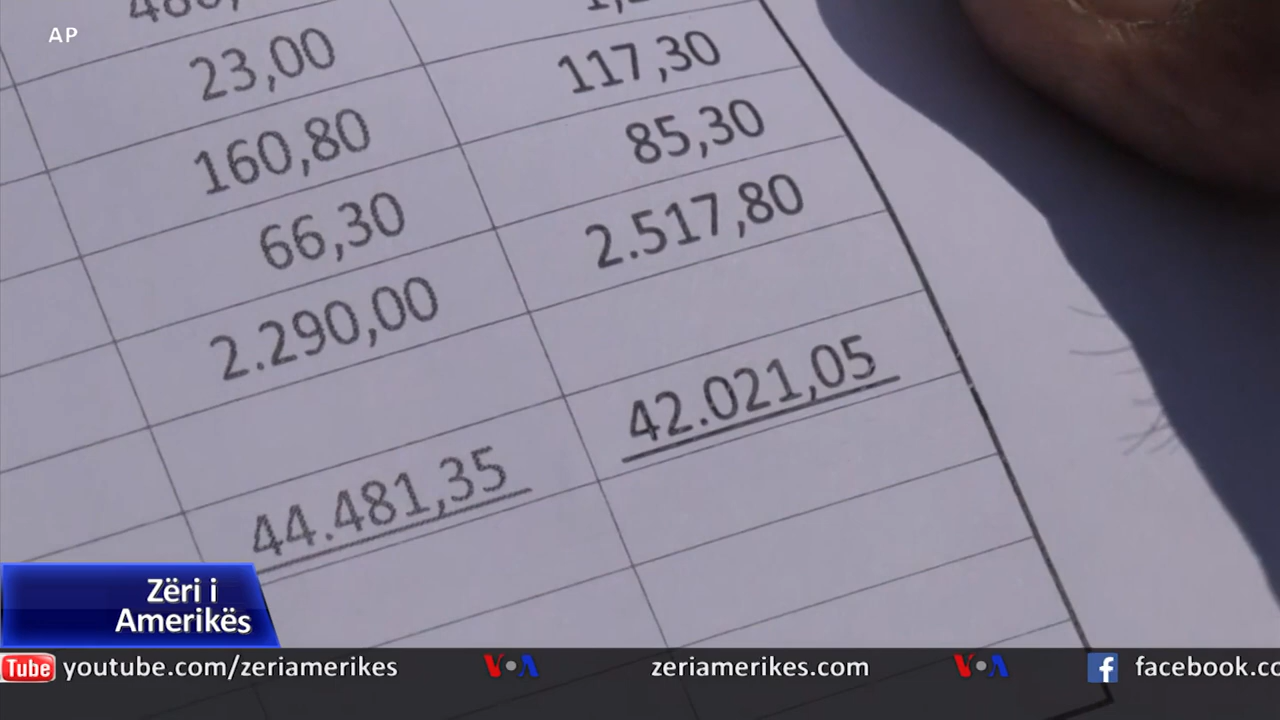 AP
23,00 117,30
160,80 85,30
66,30 2.517,80
2.290,00
42.021,05
44.481,35
Zëri i
Amerikës
Tube youtube.com/zeriamerikes VOA zeriamerikes.com VOA f facebook.co